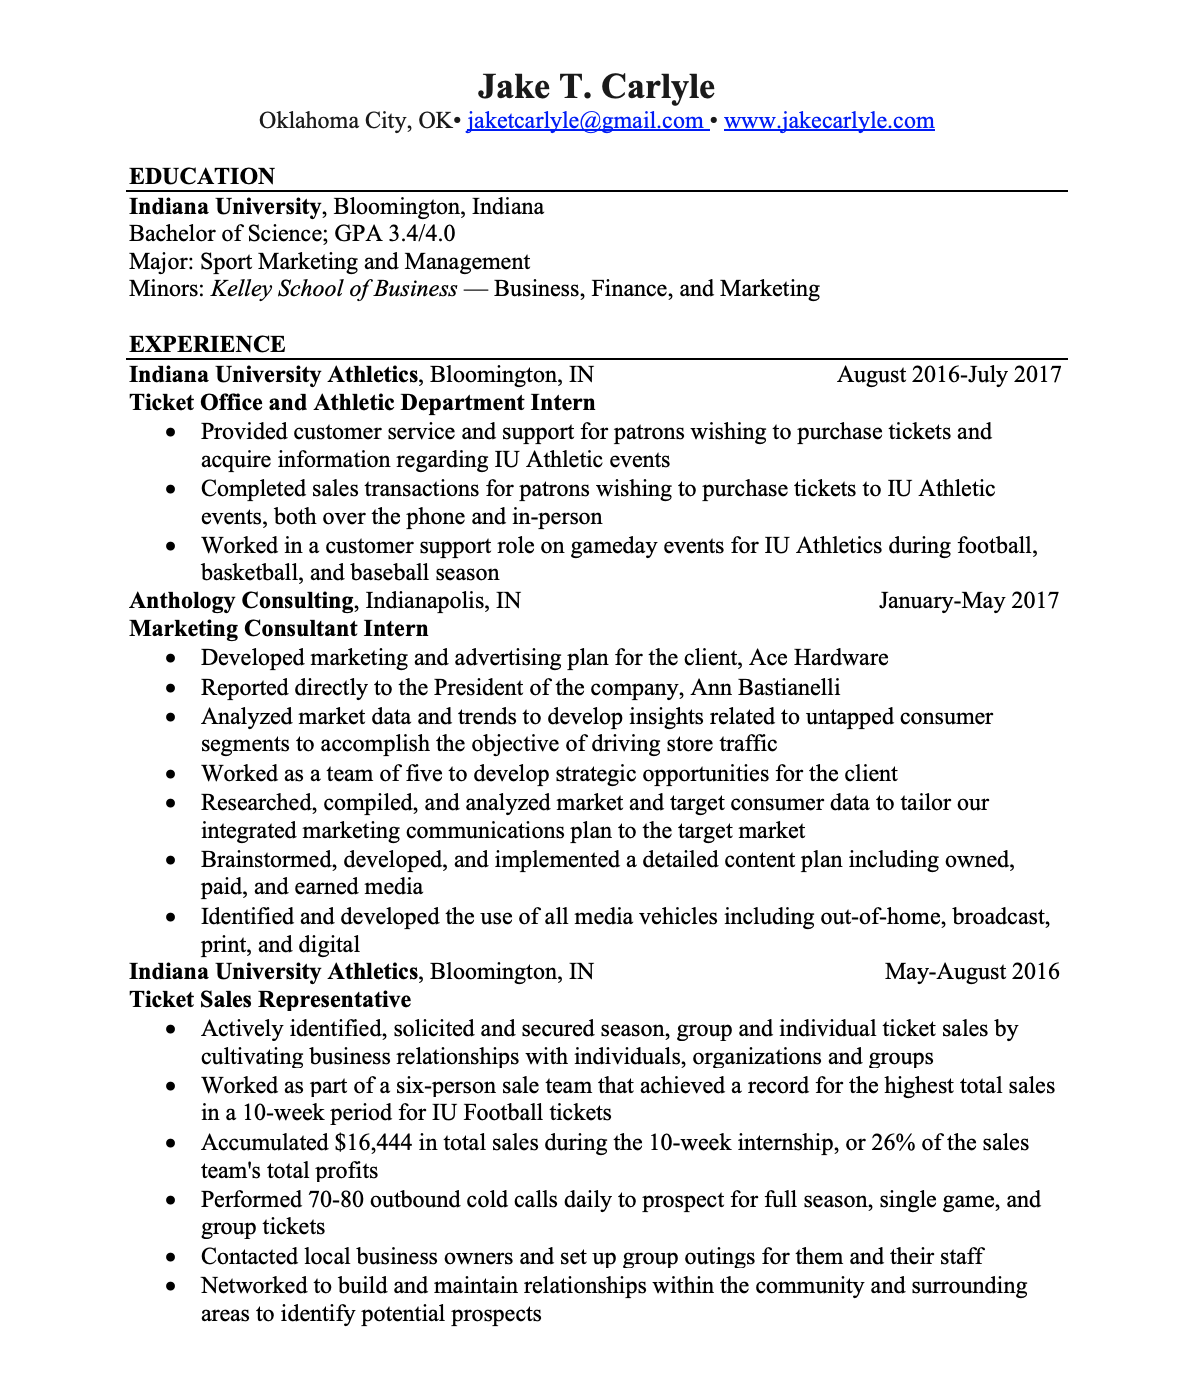 Jake T. Carlyle
Oklahoma City, OK• jaketcarlyle@gmail.com • www.jakecarlyle.com
EDUCATION
Indiana University, Bloomington, Indiana
Bachelor of Science; GPA 3.4/4.0
Major: Sport Marketing and Management
Minors: Kelley School of Business — Business, Finance, and Marketing
EXPERIENCE
Indiana University Athletics, Bloomington, IN August 2016-July 2017
Ticket Office and Athletic Department Intern
• Provided customer service and support for patrons wishing to purchase tickets and
acquire information regarding IU Athletic events
• Completed sales transactions for patrons wishing to purchase tickets to IU Athletic
events, both over the phone and in-person
• Worked in a customer support role on gameday events for IU Athletics during football,
basketball, and baseball season
Anthology Consulting, Indianapolis, IN January-May 2017
Marketing Consultant Intern
• Developed marketing and advertising plan for the client, Ace Hardware
• Reported directly to the President of the company, Ann Bastianelli
• Analyzed market data and trends to develop insights related to untapped consumer
segments to accomplish the objective of driving store traffic
• Worked as a team of five to develop strategic opportunities for the client
• Researched, compiled, and analyzed market and target consumer data to tailor our
integrated marketing communications plan to the target market
• Brainstormed, developed, and implemented a detailed content plan including owned,
paid, and earned media
• Identified and developed the use of all media vehicles including out-of-home, broadcast,
print, and digital
Indiana University Athletics, Bloomington, IN May-August 2016
Ticket Sales Representative
• Actively identified, solicited and secured season, group and individual ticket sales by
cultivating business relationships with individuals, organizations and groups
• Worked as part of a six-person sale team that achieved a record for the highest total sales
in a 10-week period for IU Football tickets
• Accumulated $16,444 in total sales during the 10-week internship, or 26% of the sales
team's total profits
• Performed 70-80 outbound cold calls daily to prospect for full season, single game, and
group tickets
• Contacted local business owners and set up group outings for them and their staff
• Networked to build and maintain relationships within the community and surrounding
areas to identify potential prospects